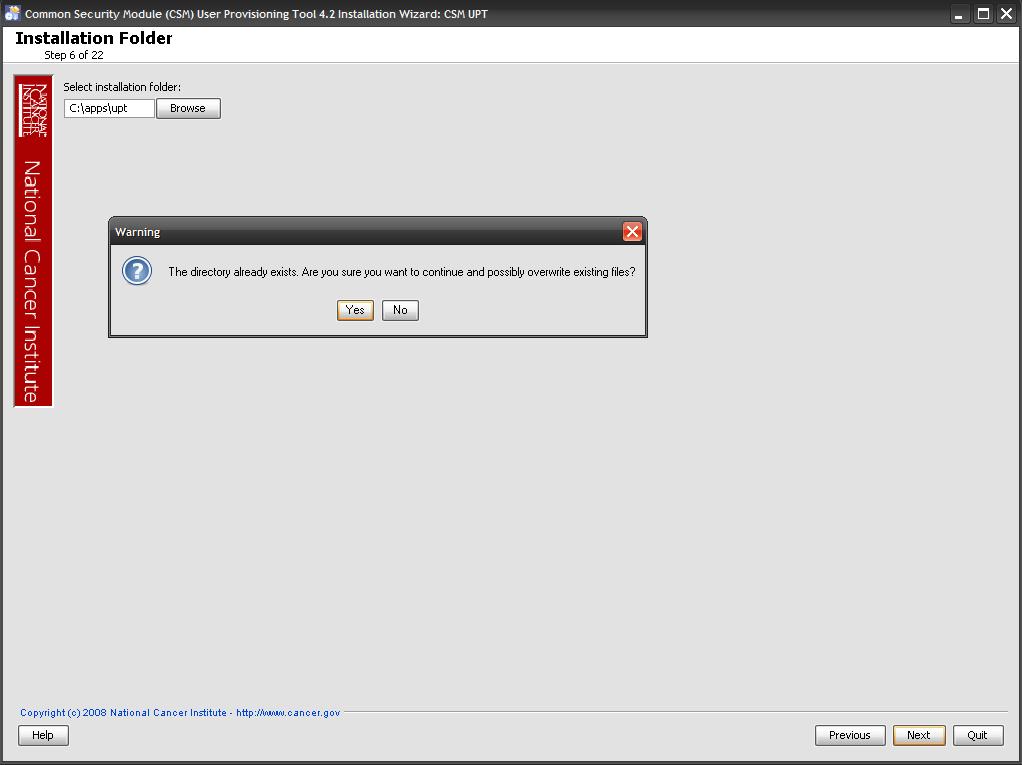 Common Security Module (CSM) User Provisioning Tool 4.2 Installation Wizard: CSM UPT
Installation Folder
Step 6 of 22
Select installation folder:
C:\apps\upt
Browse
NATIONAL
CANCER
INSTITUTE
National Cancer Institute
Warning
The directory already exists. Are you sure you want to continue and possibly overwrite existing files?
Yes
No
Copyright (c) 2008 National Cancer Institute - http://www.cancer.gov
Help
Previous
Next
Quit